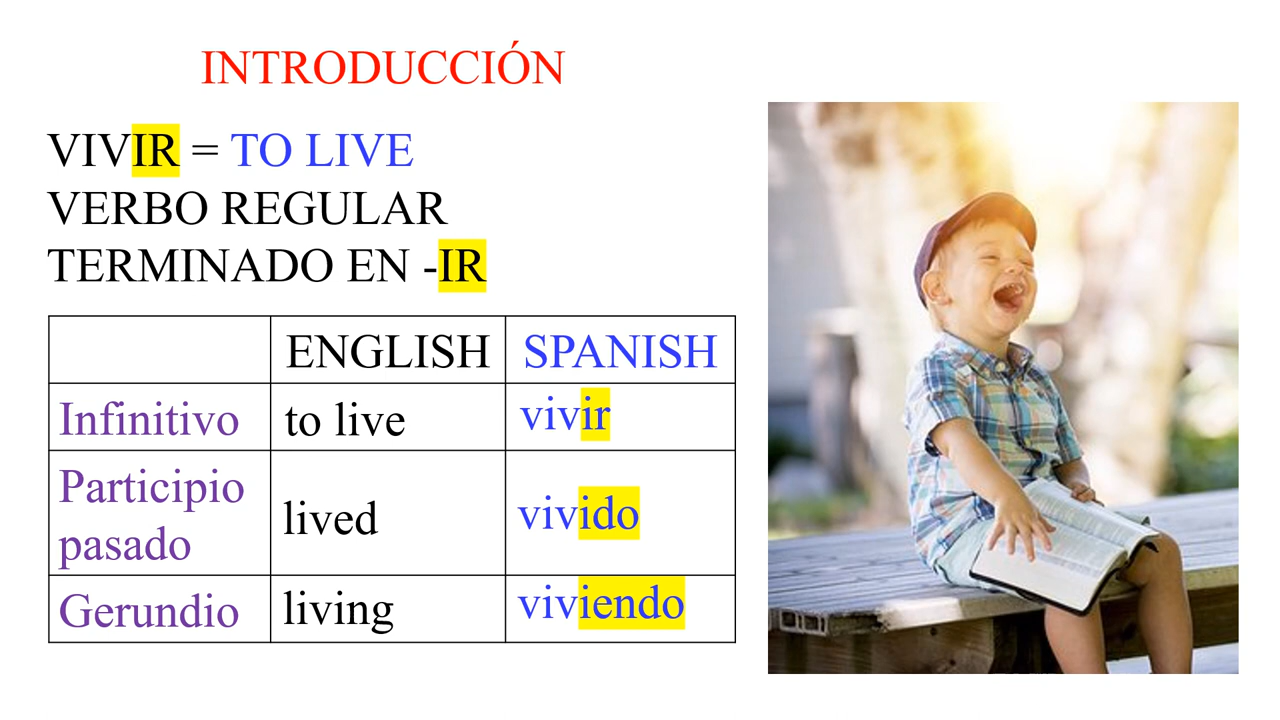 INTRODUCCIÓN
VIVIR = TO LIVE
VERBO REGULAR
TERMINADO EN -IR
ENGLISH SPANISH
Infinitivo to live vivir
Participio
pasado lived vivido
Gerundio living viviendo